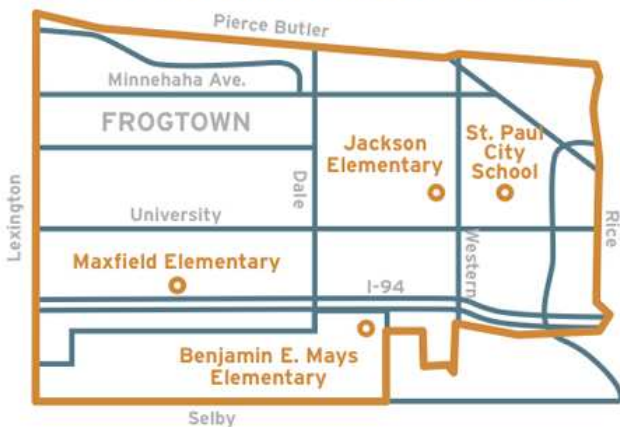 Pierce Butler
Minnehaha Ave.
FROGTOWN
Jackson
Elementary
St. Paul
City
School
Lexington
Dale
University
Western
Rice
Maxfield Elementary
I-94
Benjamin E. Mays
Elementary
Selby